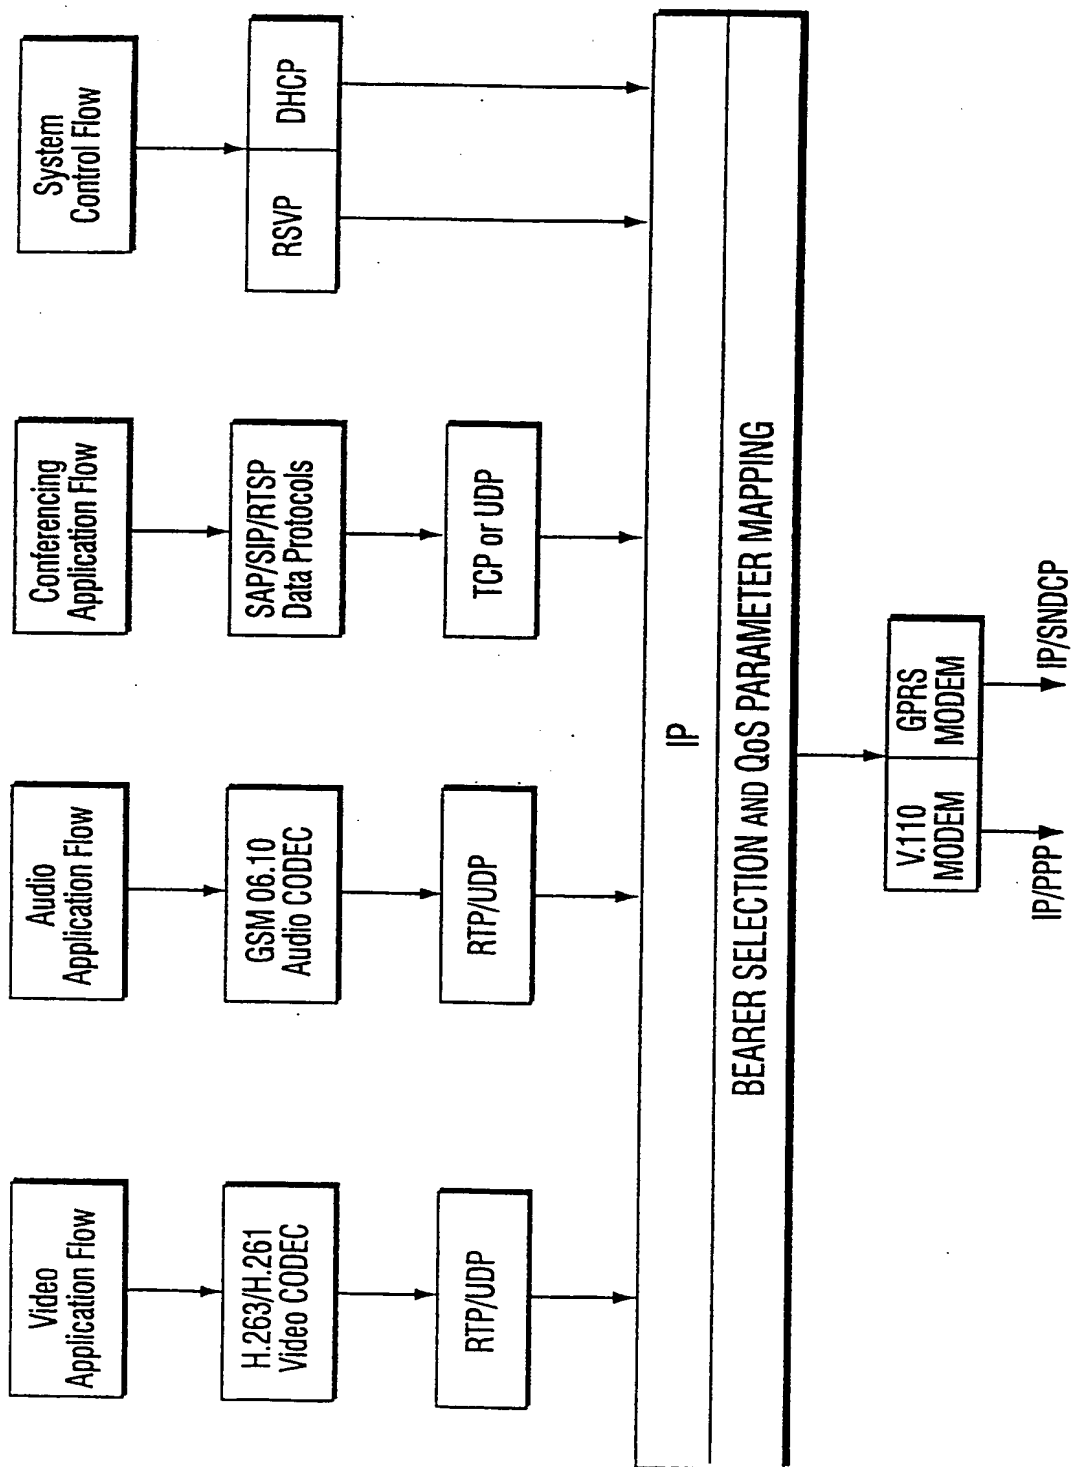 Video
Application Flow
Audio
Application Flow
Conferencing
Application Flow
System
Control Flow
H.263/H.261
Video CODEC
GSM 06.10
Audio CODEC
SAP/SIP/RTSP
Data Protocols
RSVP
DHCP
RTP/UDP
RTP/UDP
TCP or UDP
IP
BEARER SELECTION AND QoS PARAMETER MAPPING
V.110
MODEM
GPRS
MODEM
IP/PPP
IP/SNDCP